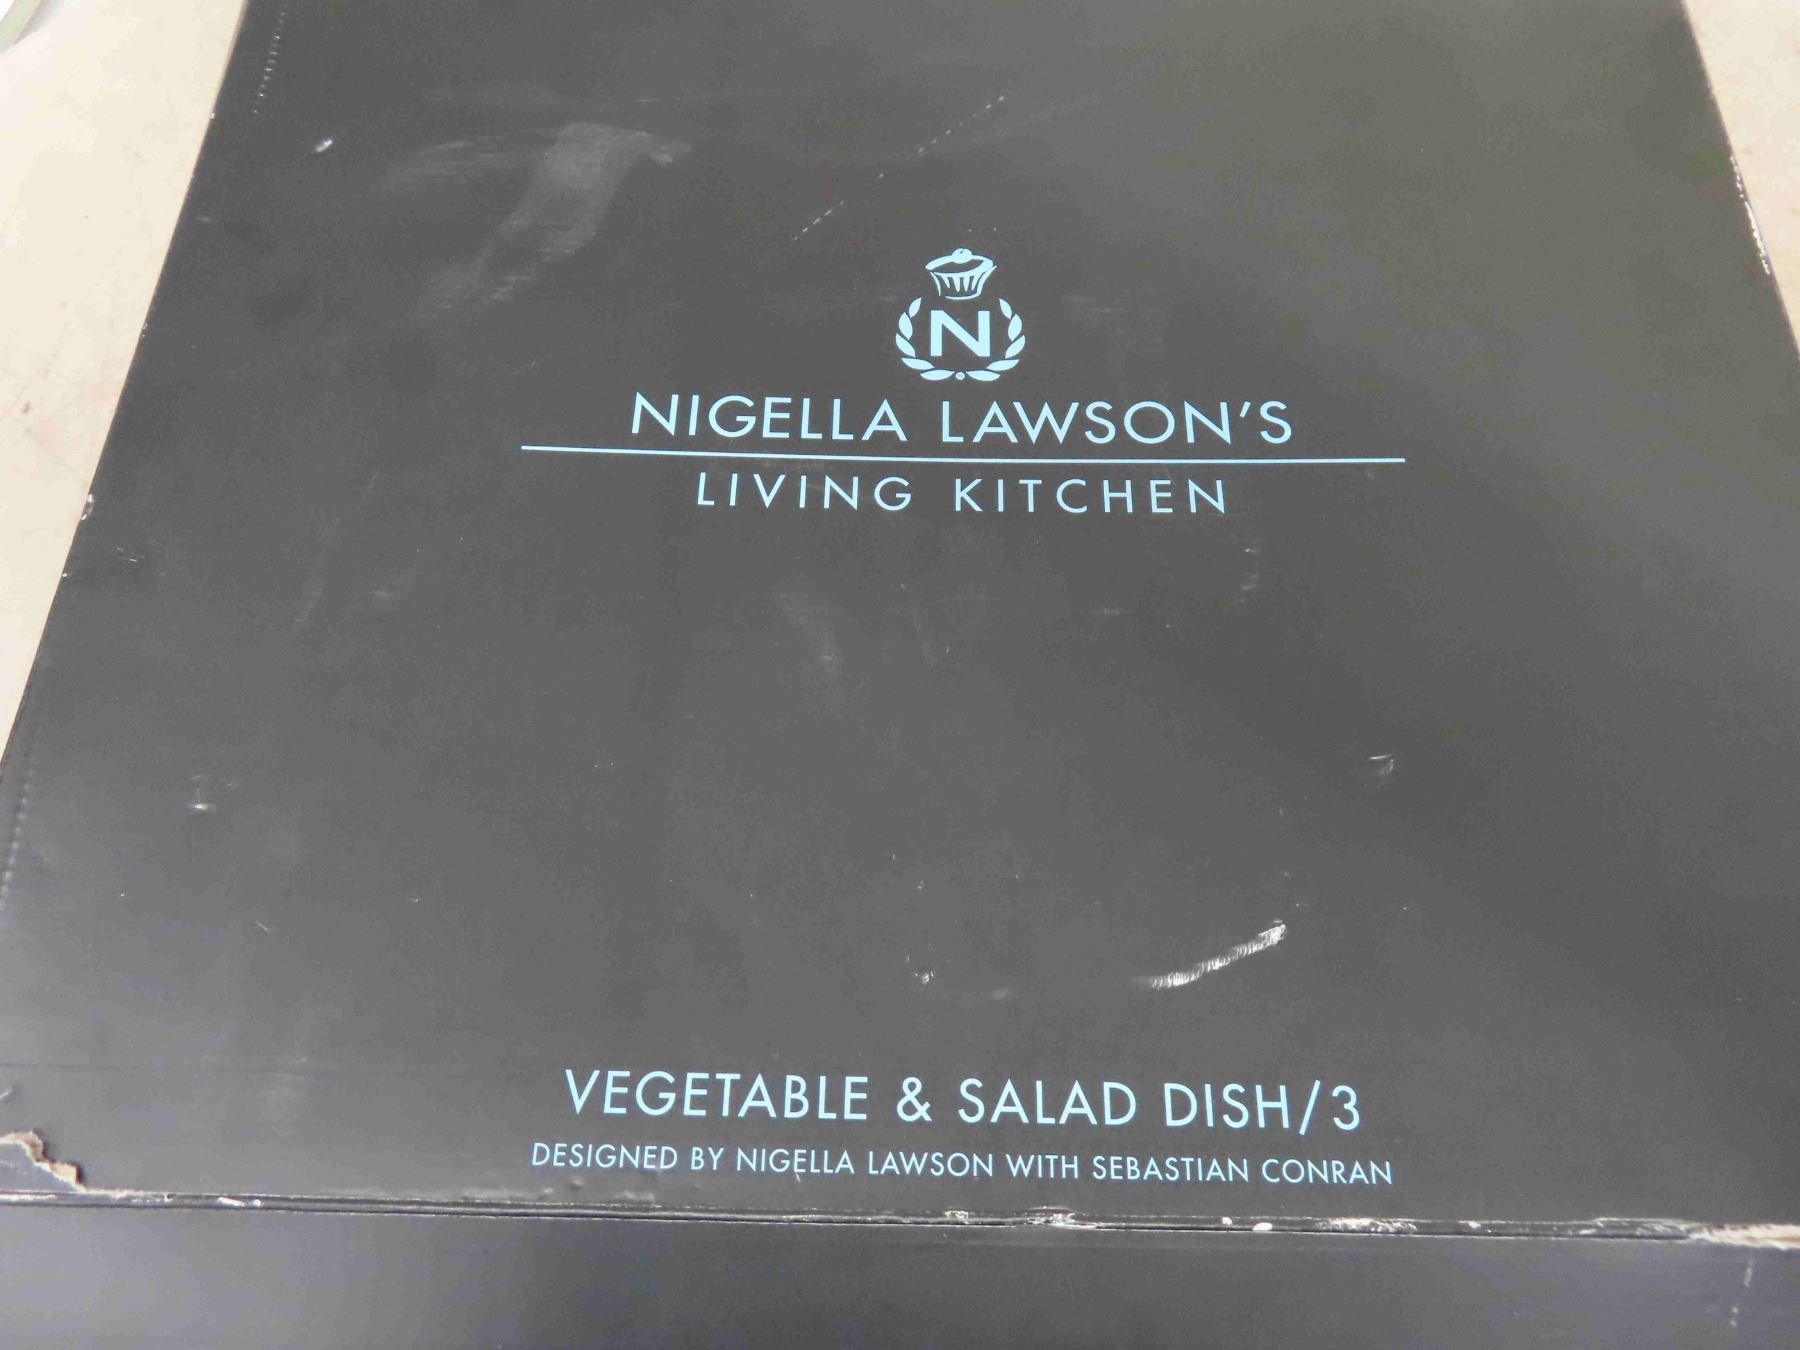 N
NIGELLA LAWSON'S
LIVING KITCHEN
VEGETABLE & SALAD DISH/3
DESIGNED BY NIGELLA LAWSON WITH SEBASTIAN CONRAN